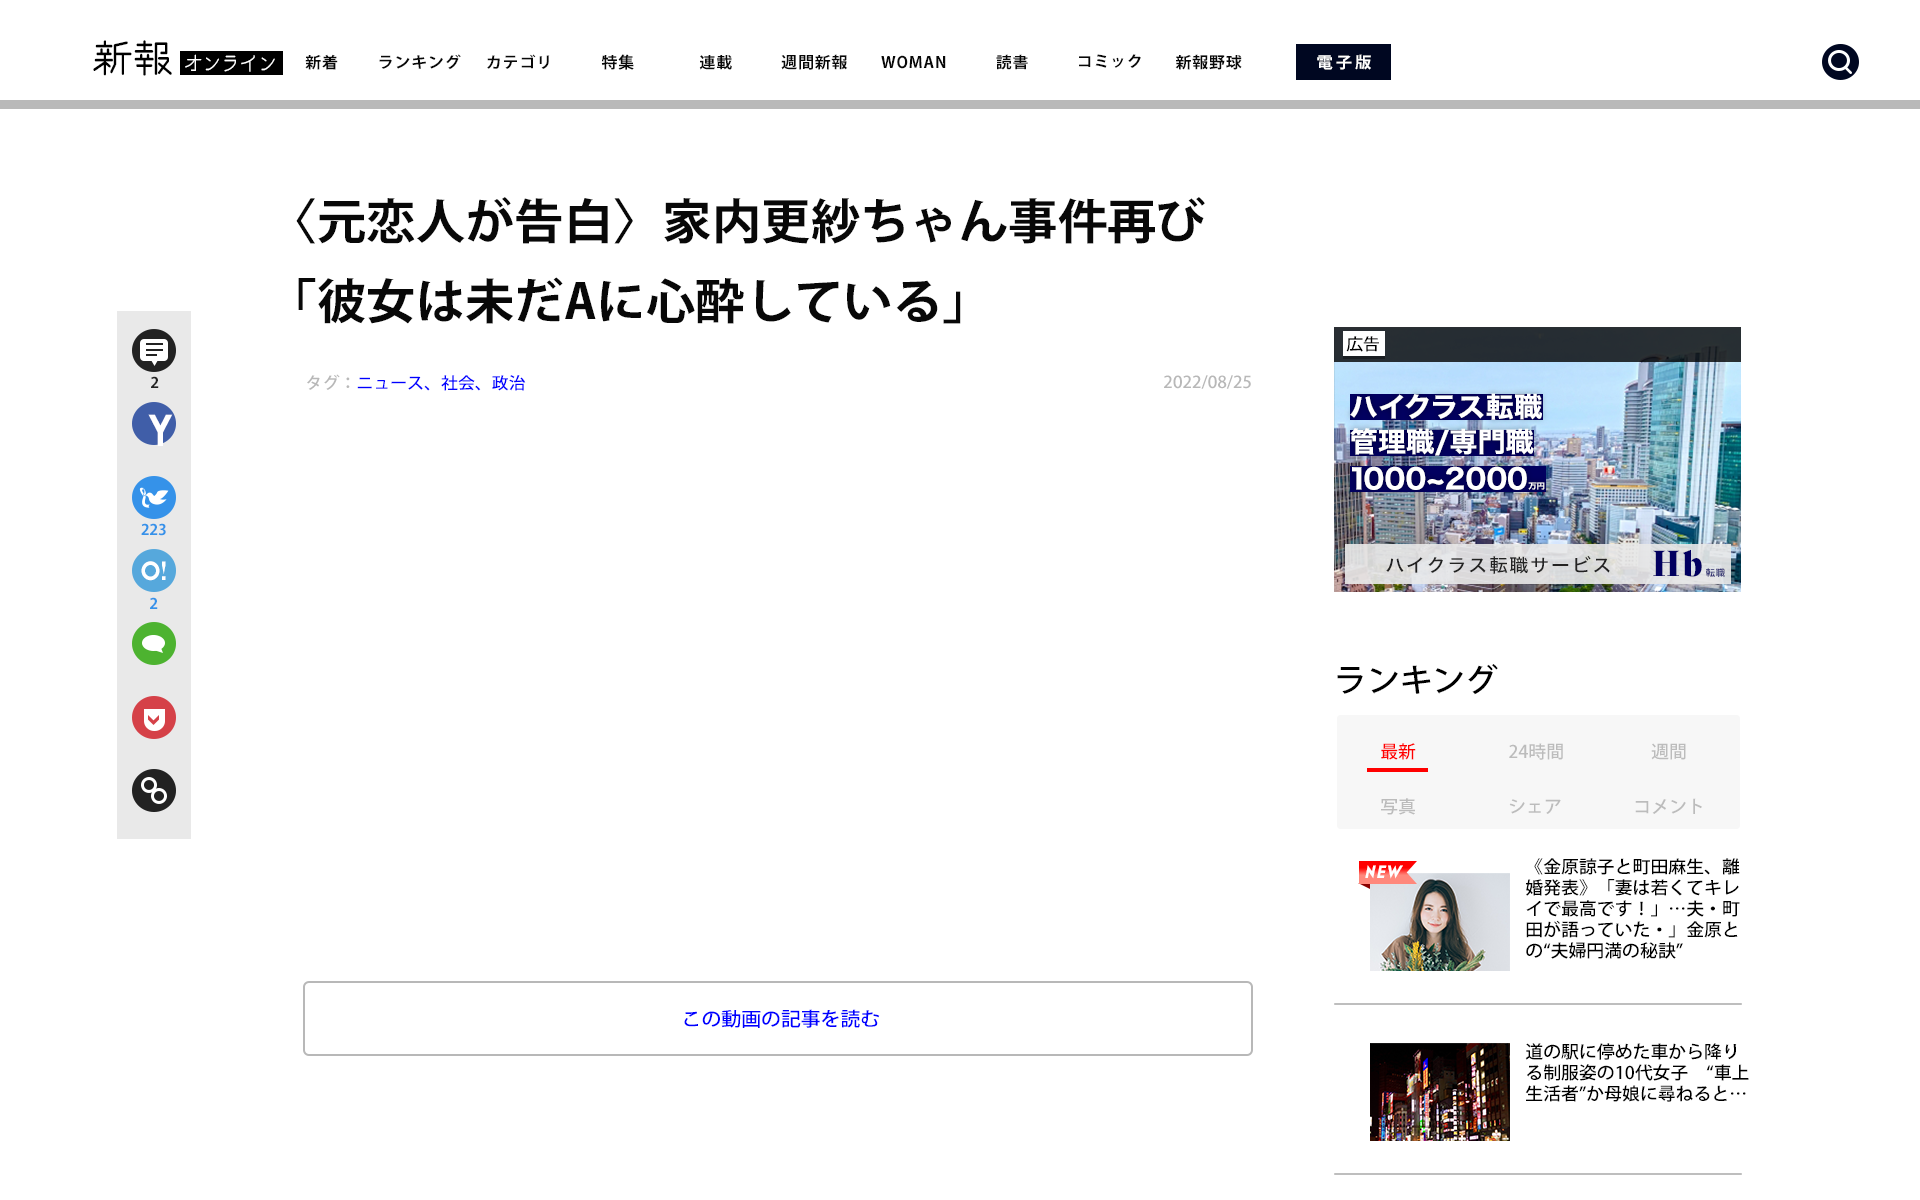 新報 オンライン 新着 ランキング カテゴリ 特集 連載 週間新報 WOMAN 読書 コミック 新報野球 電子版
〈元恋人が告白〉家内更紗ちゃん事件再び
「彼女は未だAに心酔している」
タグ：ニュース、社会、政治
2022/08/25
2
Y
223
O!
2
この動画の記事を読む
広告
ハイクラス転職
管理職/専門職
1000~2000万円
ハイクラス転職サービス Hb 転職
ランキング
最新 24時間 週間
写真 シェア コメント
NEW
《金原諒子と町田麻生、離
婚発表》「妻は若くてキレ
イで最高です！」…夫・町
田が語っていた・」金原と
の“夫婦円満の秘訣”
道の駅に停めた車から降り
る制服姿の10代女子　“車上
生活者”か母娘に尋ねると…